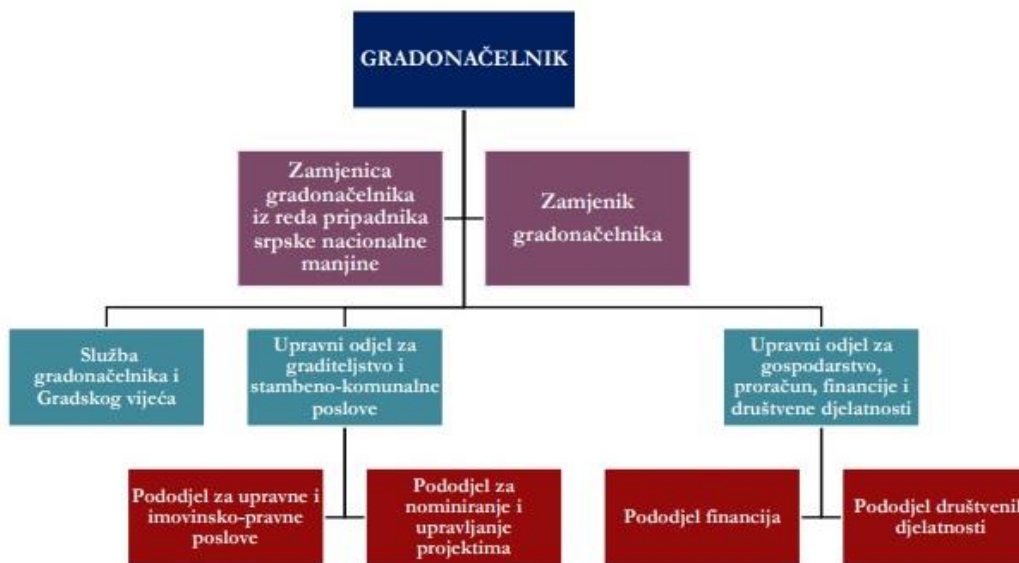 GRADONAČELNIK
Zamjenica
gradonačelnika
iz reda pripadnika
srpske nacionalne
manjine
Zamjenik
gradonačelnika
Služba
gradonačelnika i
Gradskog vijeća
Upravni odjel za
graditeljstvo i
stambeno-komunalne
poslove
Upravni odjel za
gospodarstvo,
proračun, financije i
društvene djelatnosti
Pododjel za upravne i
imovinsko-pravne
poslove
Pododjel za
nominiranje i
upravljanje
projektima
Pododjel financija
Pododjel društvenih
djelatnosti